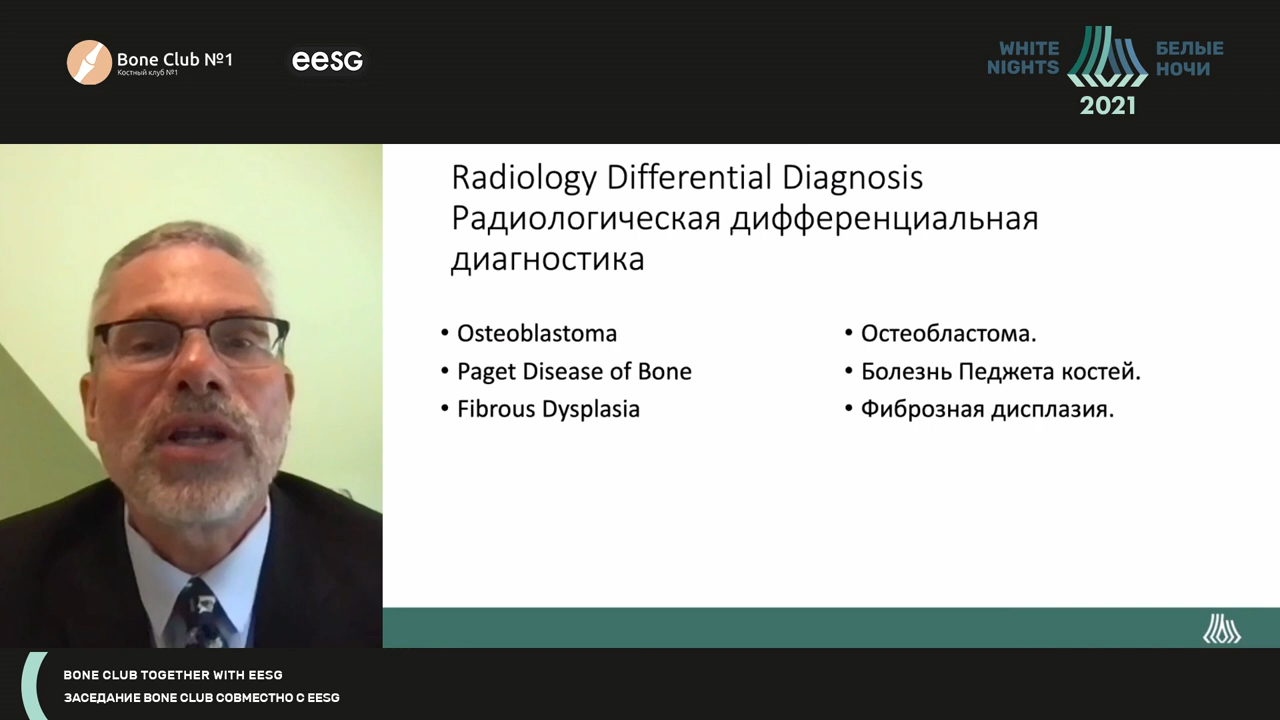 Bone Club №1
Костный клуб №1
eesg
WHITE NIGHTS
БЕЛЫЕ НОЧИ
2021
Radiology Differential Diagnosis
Радиологическая дифференциальная
диагностика
• Osteoblastoma
• Paget Disease of Bone
• Fibrous Dysplasia
• Остеобластома.
• Болезнь Педжета костей.
• Фиброзная дисплазия.
BONE CLUB TOGETHER WITH EESG
ЗАСЕДАНИЕ BONE CLUB СОВМЕСТНО С EESG